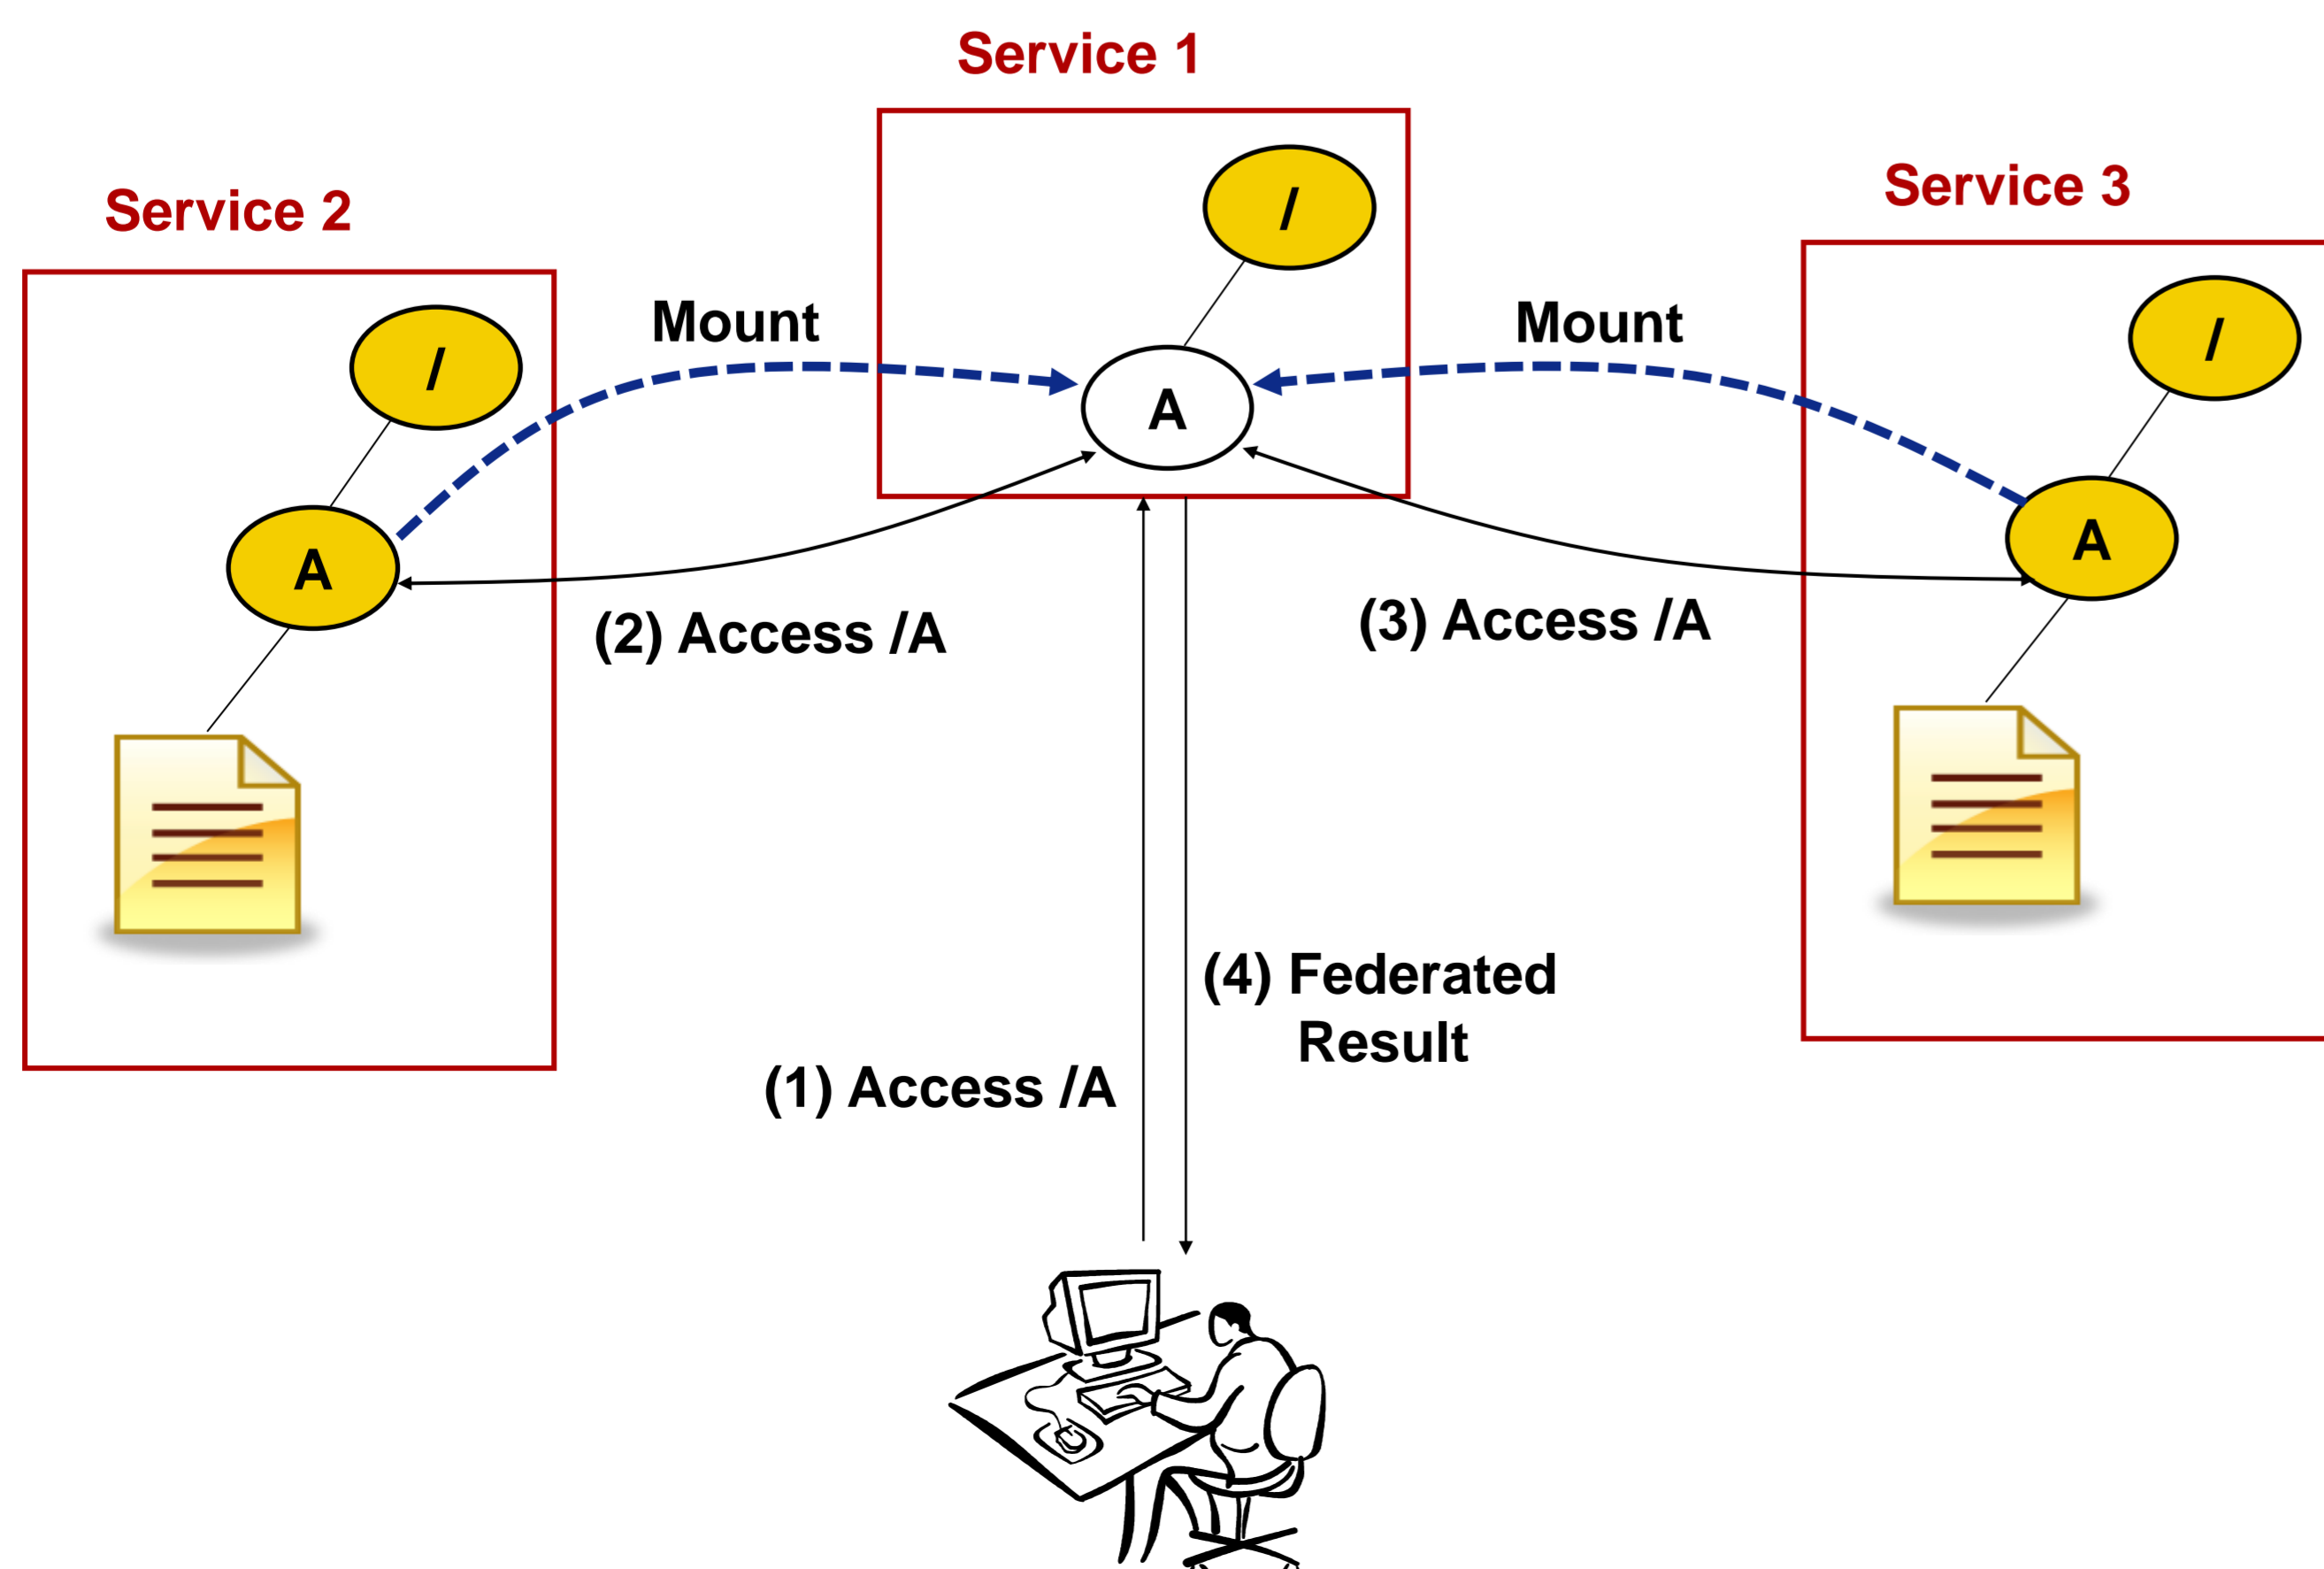 Service 1
Service 2
Service 3
/
/
/
Mount
Mount
A
A
A
(2) Access /A
(3) Access /A
(4) Federated
Result
(1) Access /A